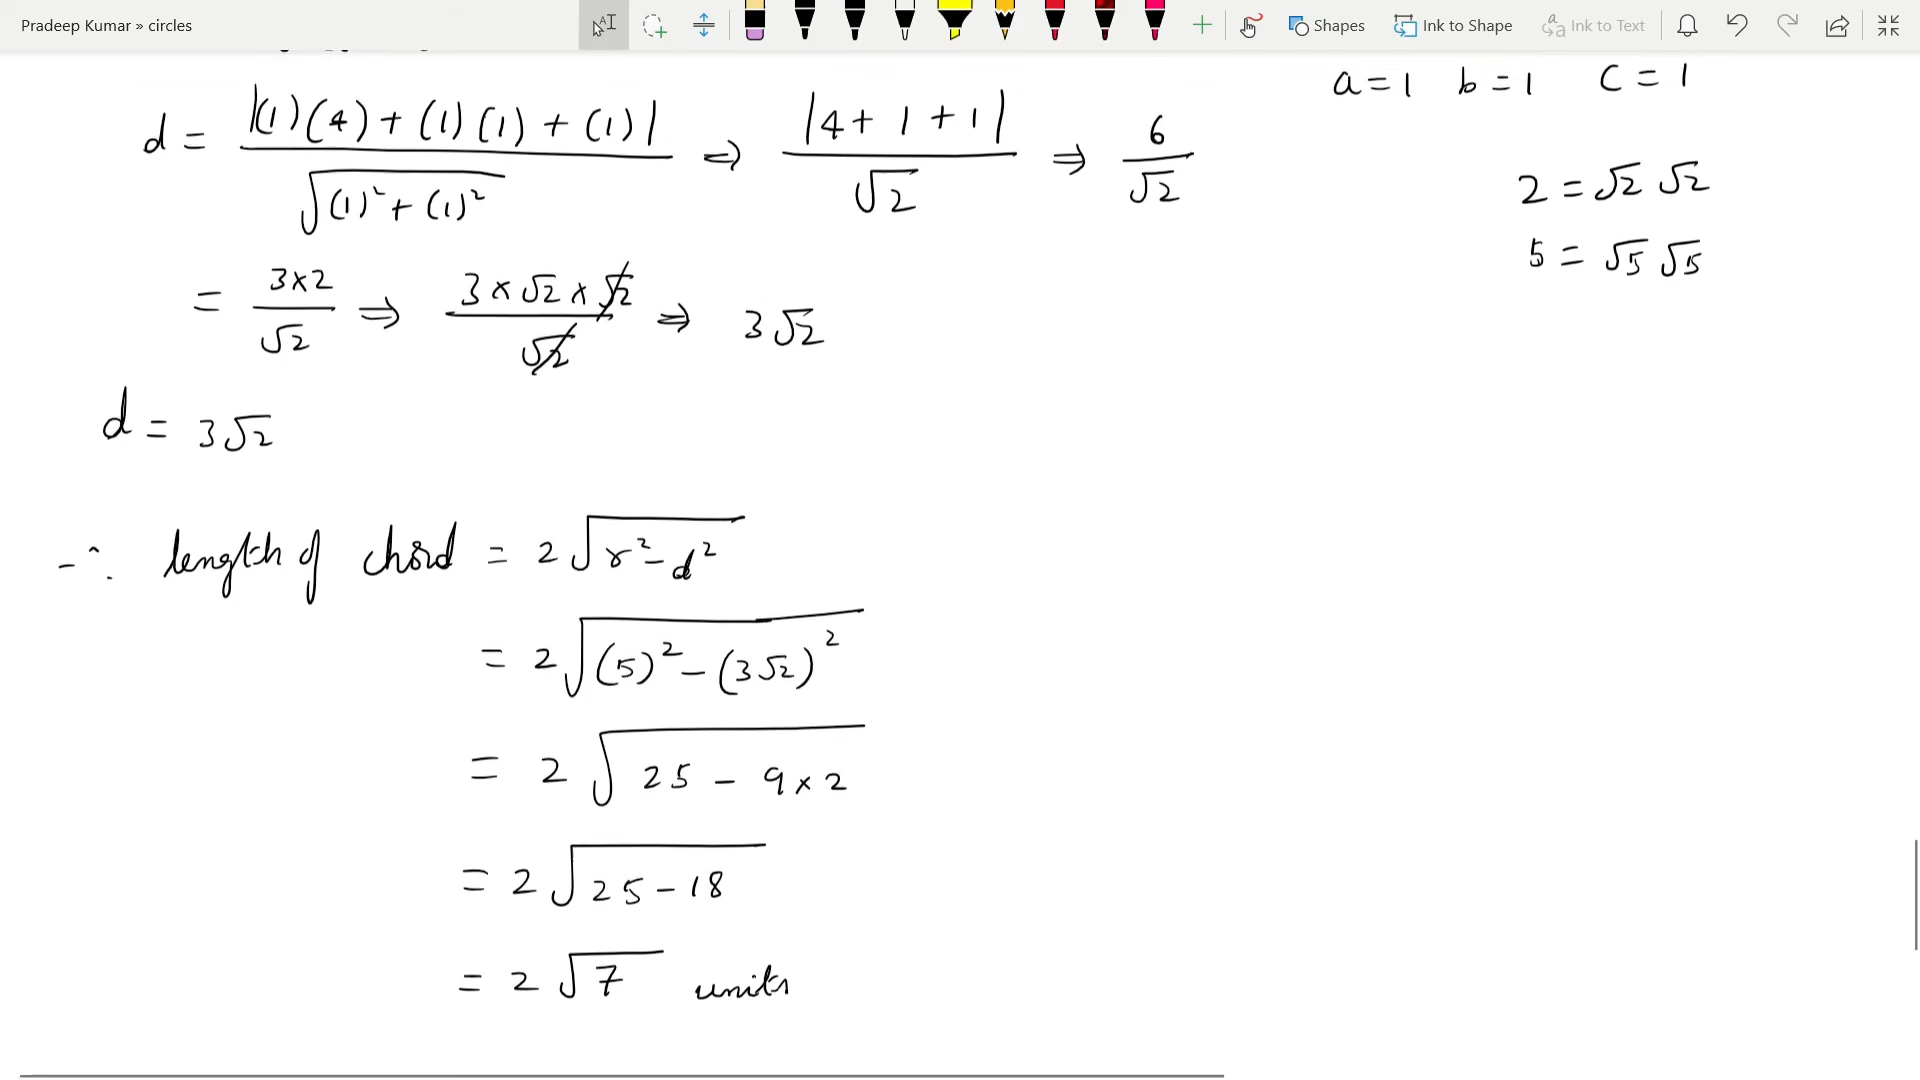 Pradeep Kumar » circles
Shapes Ink to Shape Ink to Text
a=1 b=1 c=1
d = |(1)(4)+(1)(1)+(1)| / √((1)²+(1)²) ⇒ |4+1+1| / √2 ⇒ 6/√2
2 = √2 √2
5 = √5 √5
= 3×2 / √2 ⇒ 3×√2×√2 / √2 ⇒ 3√2
d = 3√2
∴ length of chord = 2√(r²-d²)
= 2√((5)²-(3√2)²)
= 2√(25-9×2)
= 2√(25-18)
= 2√7 units